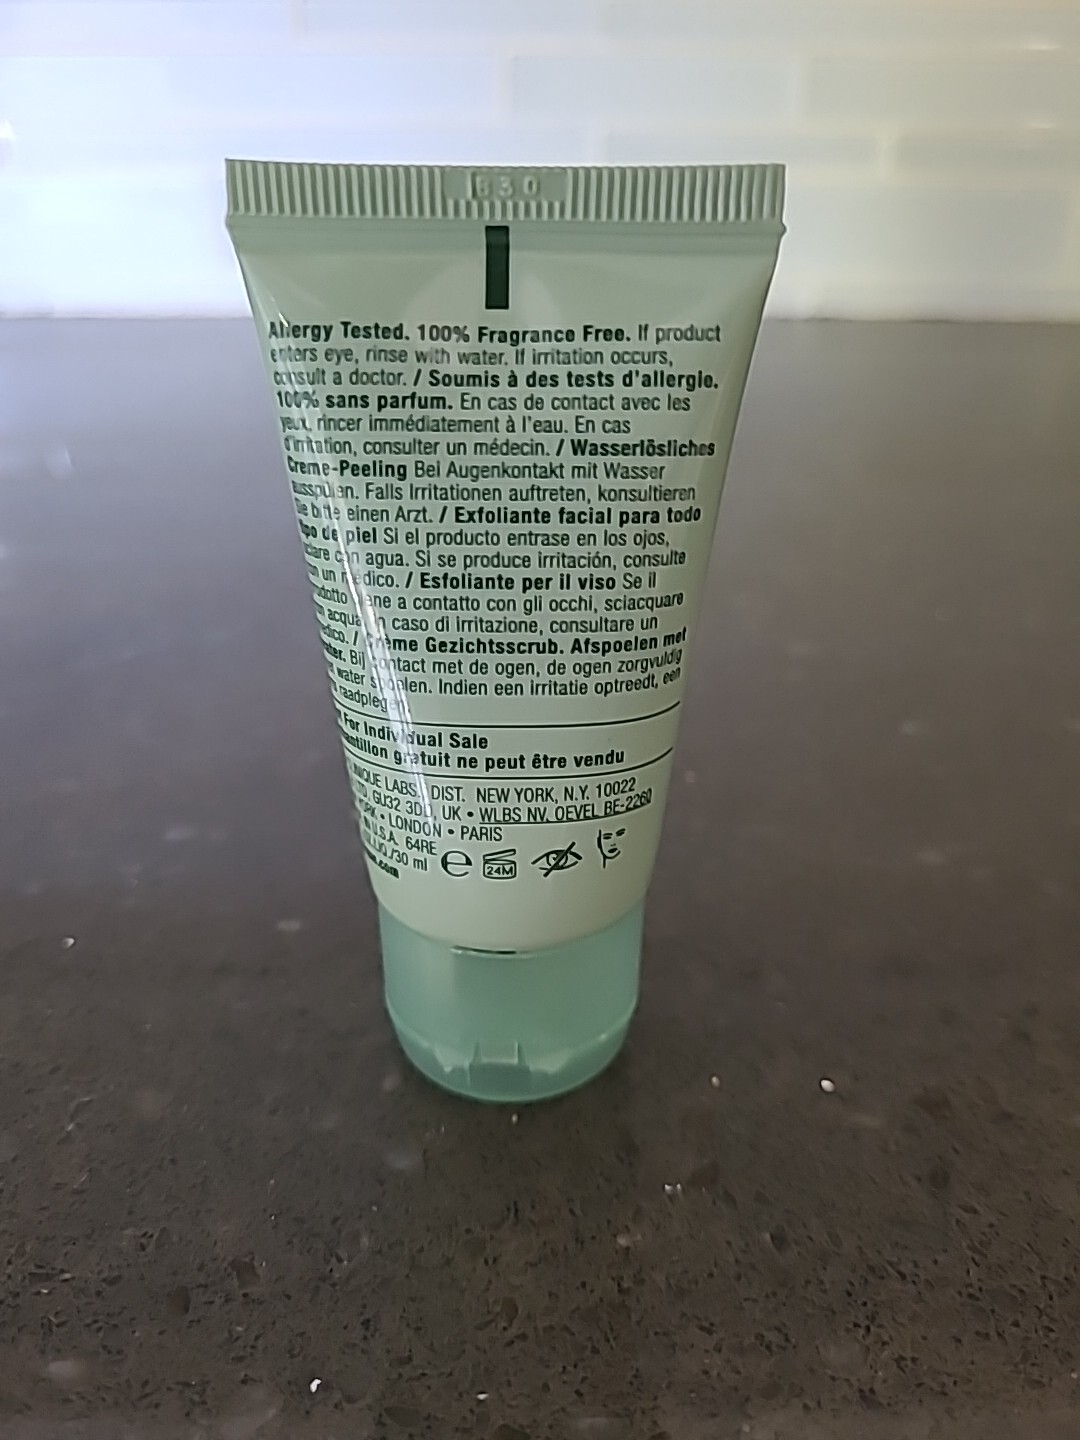 630
Allergy Tested. 100% Fragrance Free. If product
enters eye, rinse with water. If irritation occurs,
consult a doctor. / Soumis à des tests d'allergie.
100% sans parfum. En cas de contact avec les
yeux, rincer immédiatement à l'eau. En cas
d'irritation, consulter un médecin. / Wasserlösliches
Creme-Peeling Bei Augenkontakt mit Wasser
ausspülen. Falls Irritationen auftreten, konsultieren
Sie bitte einen Arzt. / Exfoliante facial para todo
tipo de piel Si el producto entrase en los ojos,
con agua. Si se produce irritación, consulte
un médico. / Esfoliante per il viso Se il
a contatto con gli occhi, sciacquare
acqua caso di irritazione, consultare un
/ Crème Gezichtsscrub. Afspoelen met
Bij contact met de ogen, de ogen zorgvuldig
water spoelen. Indien een irritatie optreedt, een
raadplegen.
For Individual Sale
gratuit ne peut être vendu
LABS, DIST. NEW YORK, N.Y. 10022
GU32 3DD, UK • WLBS NV, OEVEL BE-2260
• LONDON • PARIS
U.S.A. 64RE
/30 ml e 24M
.com